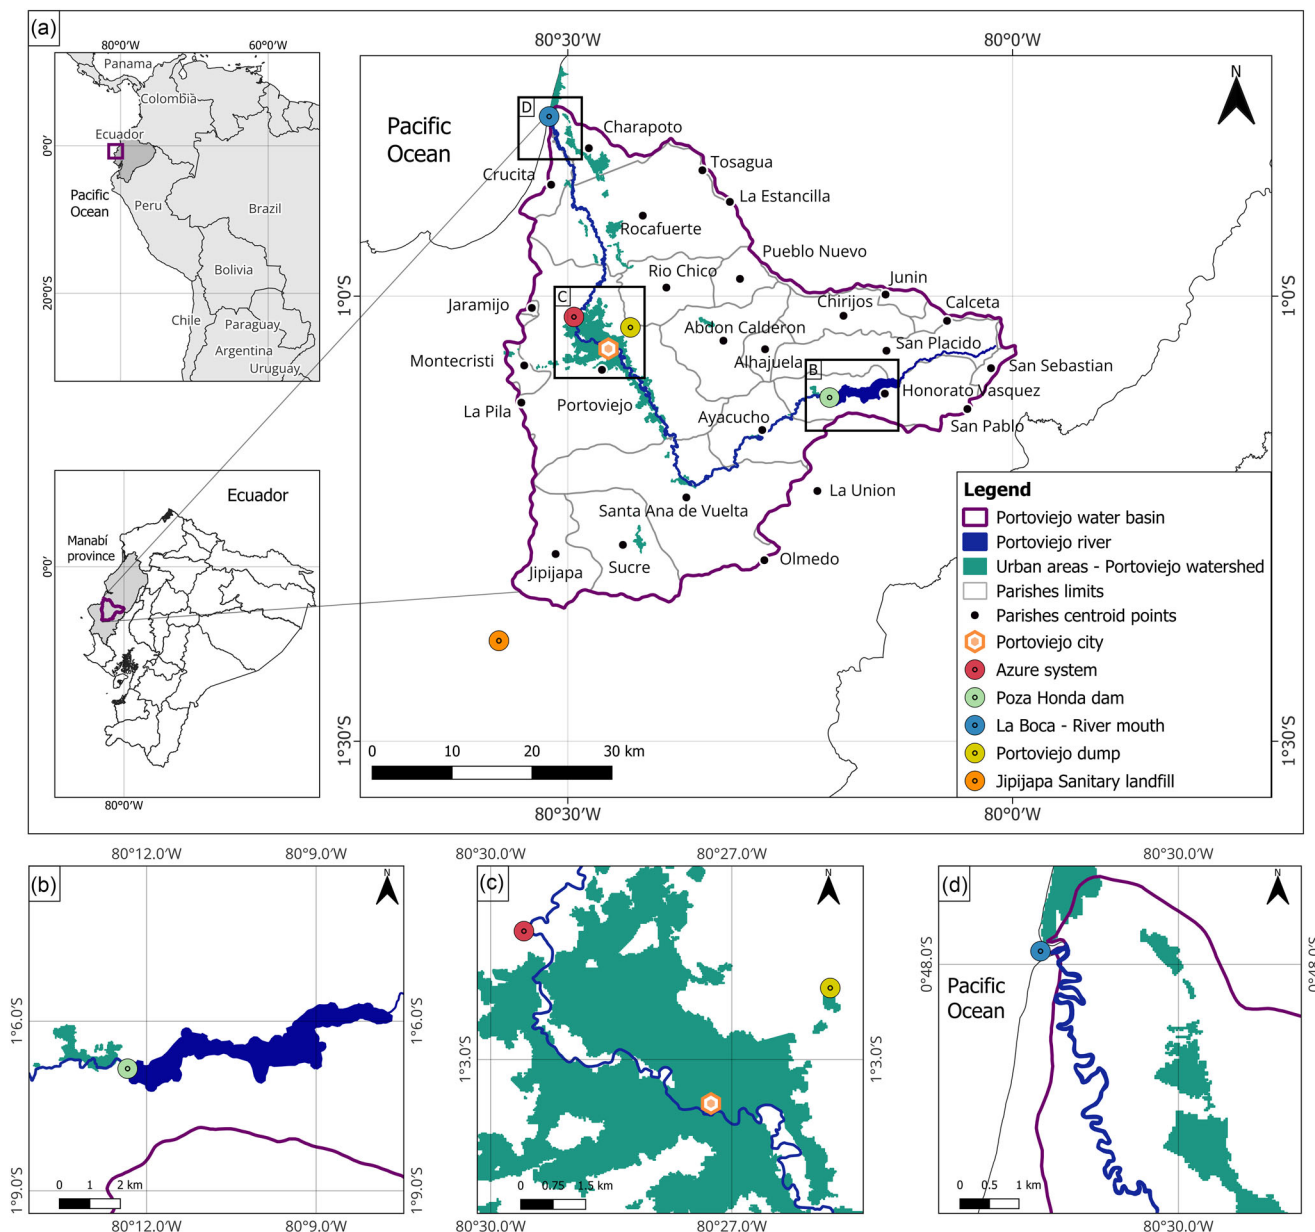 (a)
80°0'W
60°0'W
Panama
Colombia
Ecuador
0°0'
Pacific
Ocean
Peru
Brazil
Bolivia
20°0'S
Chile
Paraguay
Argentina
Uruguay
Ecuador
Manabí
province
0°0'
80°0'W
80°30'W
80°0'W
N
Pacific
Ocean
D
Charapoto
Tosagua
Crucita
La Estancilla
Rocafuerte
Pueblo Nuevo
Rio Chico
Junin
1°0'S
1°0'S
C
Jaramijo
Chirijos
Calceta
Abdon Calderon
San Placido
Montecristi
Alhajuela
B
San Sebastian
Honorato Vasquez
La Pila
Portoviejo
Ayacucho
San Pablo
La Union
Santa Ana de Vuelta
Olmedo
Jipijapa
Sucre
Legend
Portoviejo water basin
Portoviejo river
Urban areas - Portoviejo watershed
Parishes limits
Parishes centroid points
Portoviejo city
Azure system
Poza Honda dam
La Boca - River mouth
Portoviejo dump
Jipijapa Sanitary landfill
1°30'S
1°30'S
0 10 20 30 km
80°30'W
80°0'W
80°12.0'W
80°9.0'W
(b)
N
1°6.0'S
1°6.0'S
1°9.0'S
1°9.0'S
0 1 2 km
80°12.0'W
80°9.0'W
80°30.0'W
80°27.0'W
(c)
N
1°3.0'S
1°3.0'S
0 0.75 1.5 km
80°30.0'W
80°27.0'W
80°30.0'W
(d)
N
0°48.0'S
0°48.0'S
Pacific
Ocean
0 0.5 1 km
80°30.0'W